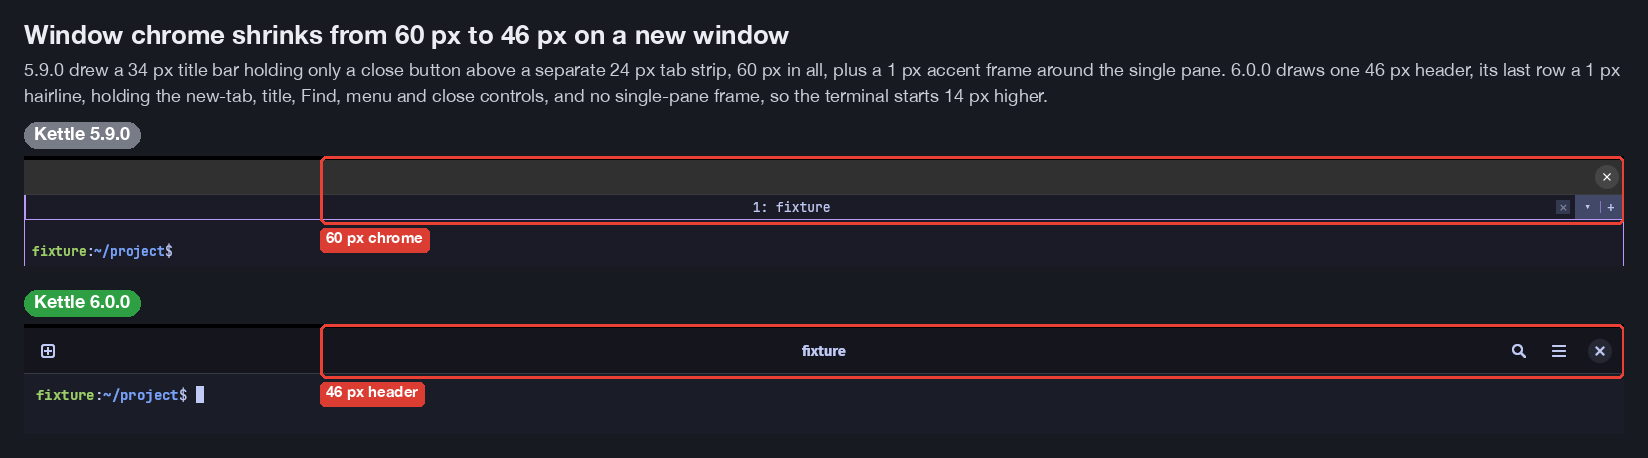 Window chrome shrinks from 60 px to 46 px on a new window
5.9.0 drew a 34 px title bar holding only a close button above a separate 24 px tab strip, 60 px in all, plus a 1 px accent frame around the single pane. 6.0.0 draws one 46 px header, its last row a 1 px
hairline, holding the new-tab, title, Find, menu and close controls, and no single-pane frame, so the terminal starts 14 px higher.
Kettle 5.9.0
1: fixture
60 px chrome
fixture:~/project$
Kettle 6.0.0
fixture
46 px header
fixture:~/project$